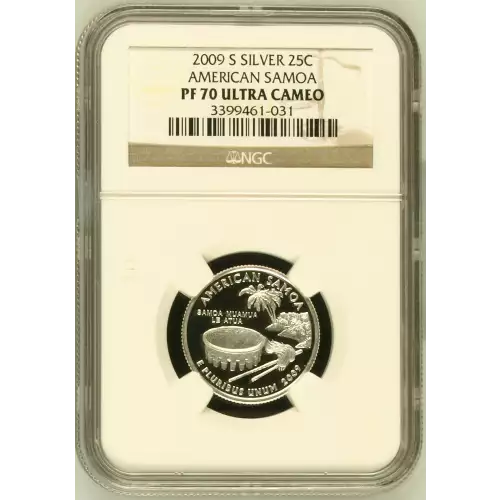 2009 S SILVER 25C
AMERICAN SAMOA
PF 70 ULTRA CAMEO
3399461-031
NGC
AMERICAN SAMOA
SAMOA MUAMUA
LE ATUA
E PLURIBUS UNUM 2009